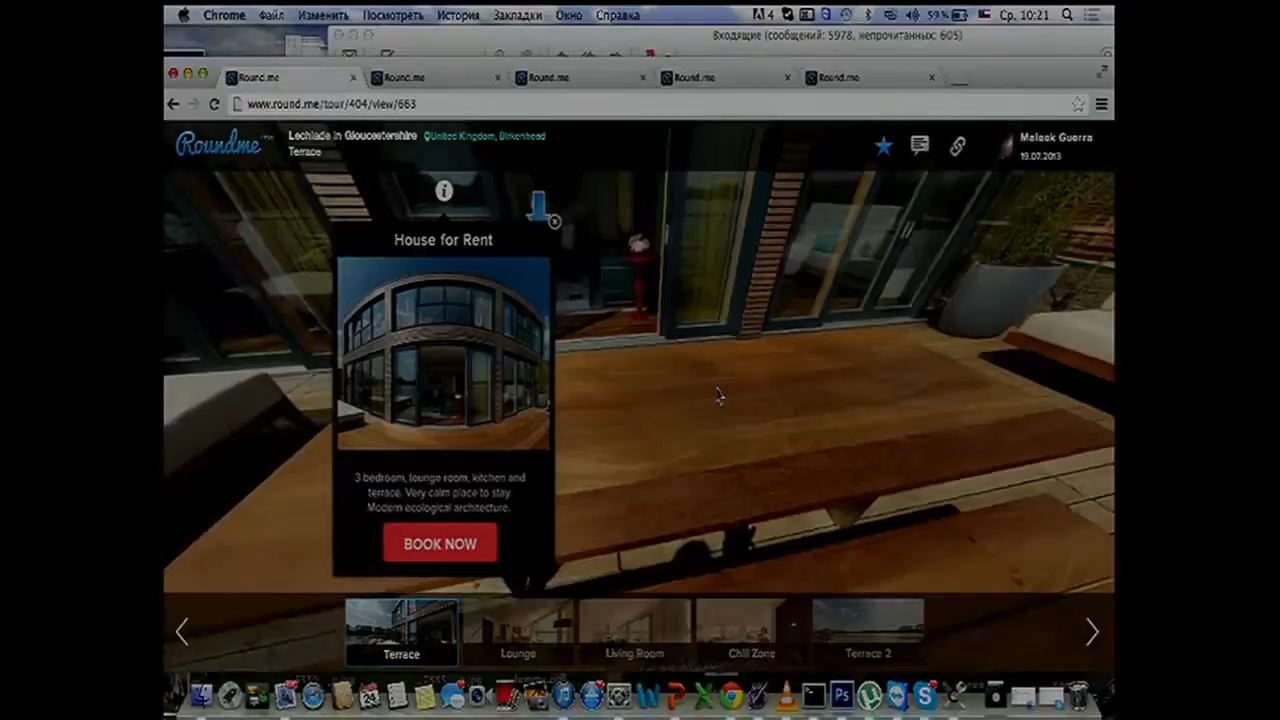 Chrome Файл Изменить Посмотреть История Закладки Окно Справка
4 59 % Ср. 10:21
Входящие (сообщений: 5978, непрочитанных: 605)
Round.me Round.me Round.me Round.me Round.me
www.round.me/tour/404/view/663
Roundme
Lechlade in Gloucestershire United Kingdom, Birkenhead
Terrace
Maleek Guerra
19.07.2013
House for Rent
3 bedroom, lounge room, kitchen and
terrace. Very calm place to stay.
Modern ecological architecture.
BOOK NOW
Terrace Lounge Living Room Chill Zone Terrace 2